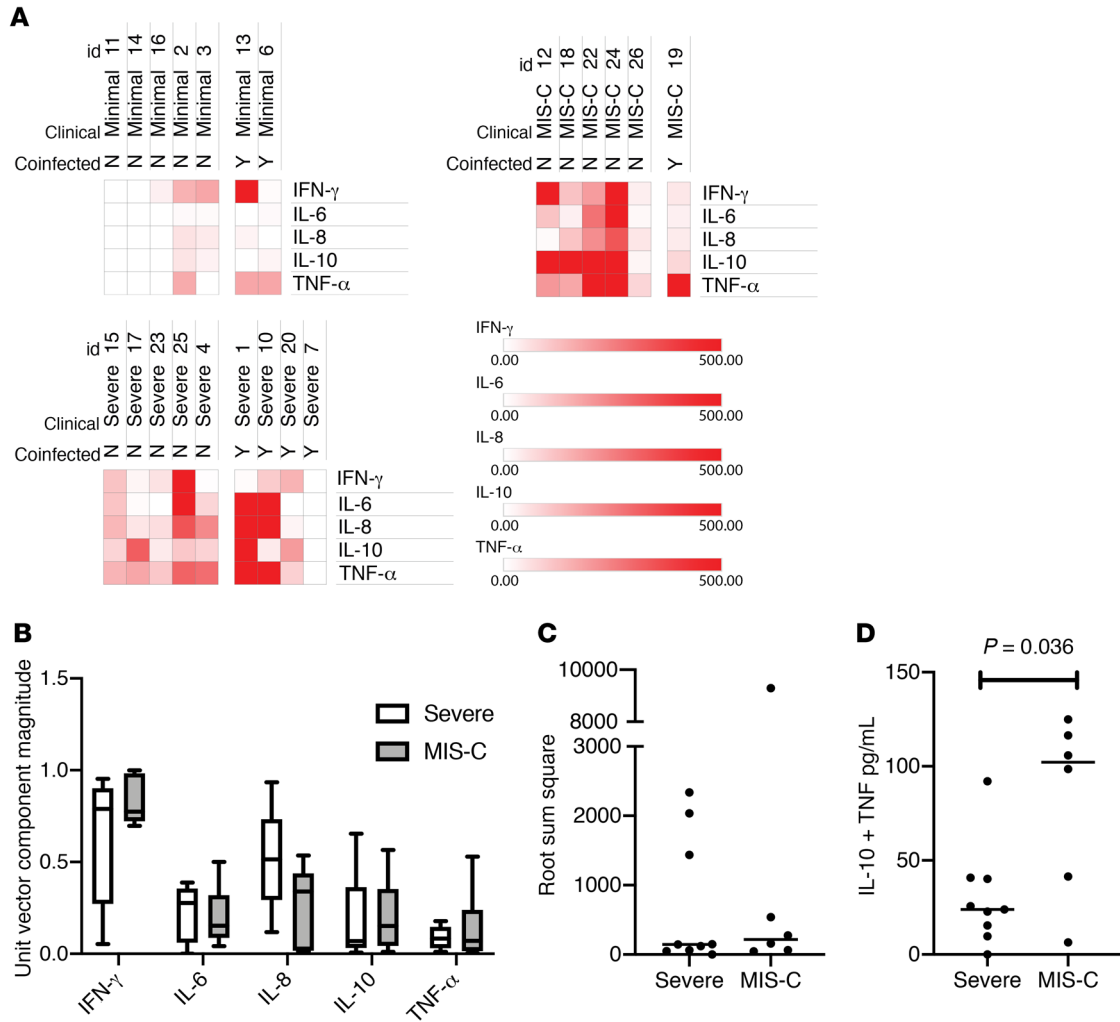 A
id 11 14 16 2 3 13 6
Clinical Minimal Minimal Minimal Minimal Minimal Minimal Minimal
Coinfected N N N N N Y Y
IFN-γ
IL-6
IL-8
IL-10
TNF-α
id 12 18 22 24 26 19
Clinical MIS-C MIS-C MIS-C MIS-C MIS-C MIS-C
Coinfected N N N N N Y
IFN-γ
IL-6
IL-8
IL-10
TNF-α
id 15 17 23 25 4 1 10 20 7
Clinical Severe Severe Severe Severe Severe Severe Severe Severe Severe
Coinfected N N N N N Y Y Y Y
IFN-γ
IL-6
IL-8
IL-10
TNF-α
IFN-γ
0.00 500.00
IL-6
0.00 500.00
IL-8
0.00 500.00
IL-10
0.00 500.00
TNF-α
0.00 500.00
B
Unit vector component magnitude
1.5
1.0
0.5
0.0
Severe
MIS-C
IFN-γ IL-6 IL-8 IL-10 TNF-α
C
Root sum square
10000
8000
3000
2000
1000
0
Severe MIS-C
D
P = 0.036
IL-10 + TNF pg/mL
150
100
50
0
Severe MIS-C